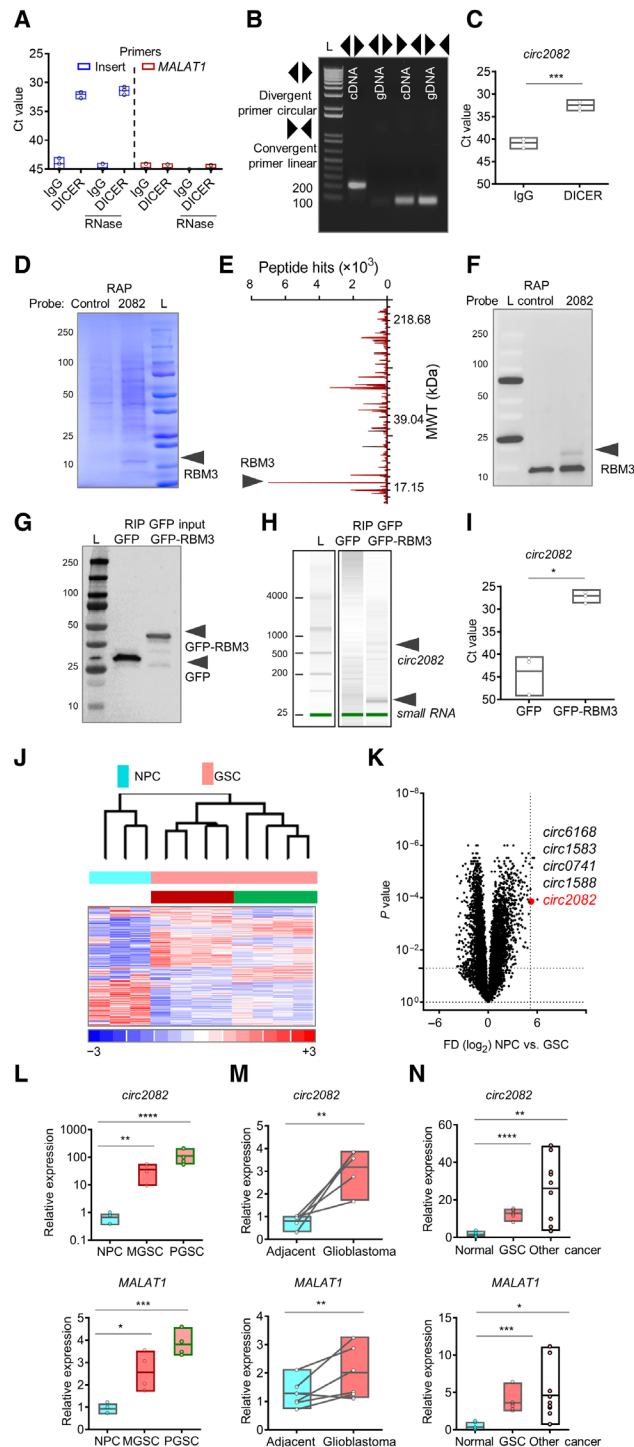 A
Primers
Insert
MALAT1
Ct value
25
30
35
40
45
IgG
DICER
IgG
DICER
IgG
DICER
IgG
DICER
RNase
RNase
B
L
cDNA
gDNA
cDNA
gDNA
Divergent
primer circular
Convergent
primer linear
200
100
C
circ2082
***
Ct value
25
30
35
40
45
50
IgG
DICER
D
RAP
Probe: Control 2082 L
250
100
50
25
10
RBM3
E
Peptide hits (×10³)
8
4
0
218.68
39.04
17.15
MWT (kDa)
RBM3
F
RAP
Probe L control 2082
250
100
50
25
10
RBM3
G
RIP GFP input
L GFP GFP-RBM3
250
100
50
25
10
GFP-RBM3
GFP
H
RIP GFP
L GFP GFP-RBM3
4000
1000
500
200
25
circ2082
small RNA
I
circ2082
*
Ct value
25
30
35
40
45
50
GFP
GFP-RBM3
J
NPC
GSC
−3
+3
K
P value
10⁻⁸
10⁻⁶
10⁻⁴
10⁻²
10⁰
circ6168
circ1583
circ0741
circ1588
circ2082
−6
0
6
FD (log₂) NPC vs. GSC
L
circ2082
****
**
Relative expression
1000
100
10
1
0.1
NPC MGSC PGSC
MALAT1
***
*
Relative expression
5
4
3
2
1
0
NPC MGSC PGSC
M
circ2082
**
Relative expression
5
4
3
2
1
0
Adjacent Glioblastoma
MALAT1
**
Relative expression
4
3
2
1
0
Adjacent Glioblastoma
N
circ2082
**
****
Relative expression
60
40
20
0
Normal GSC Other cancer
MALAT1
*
***
Relative expression
15
10
5
0
Normal GSC Other cancer